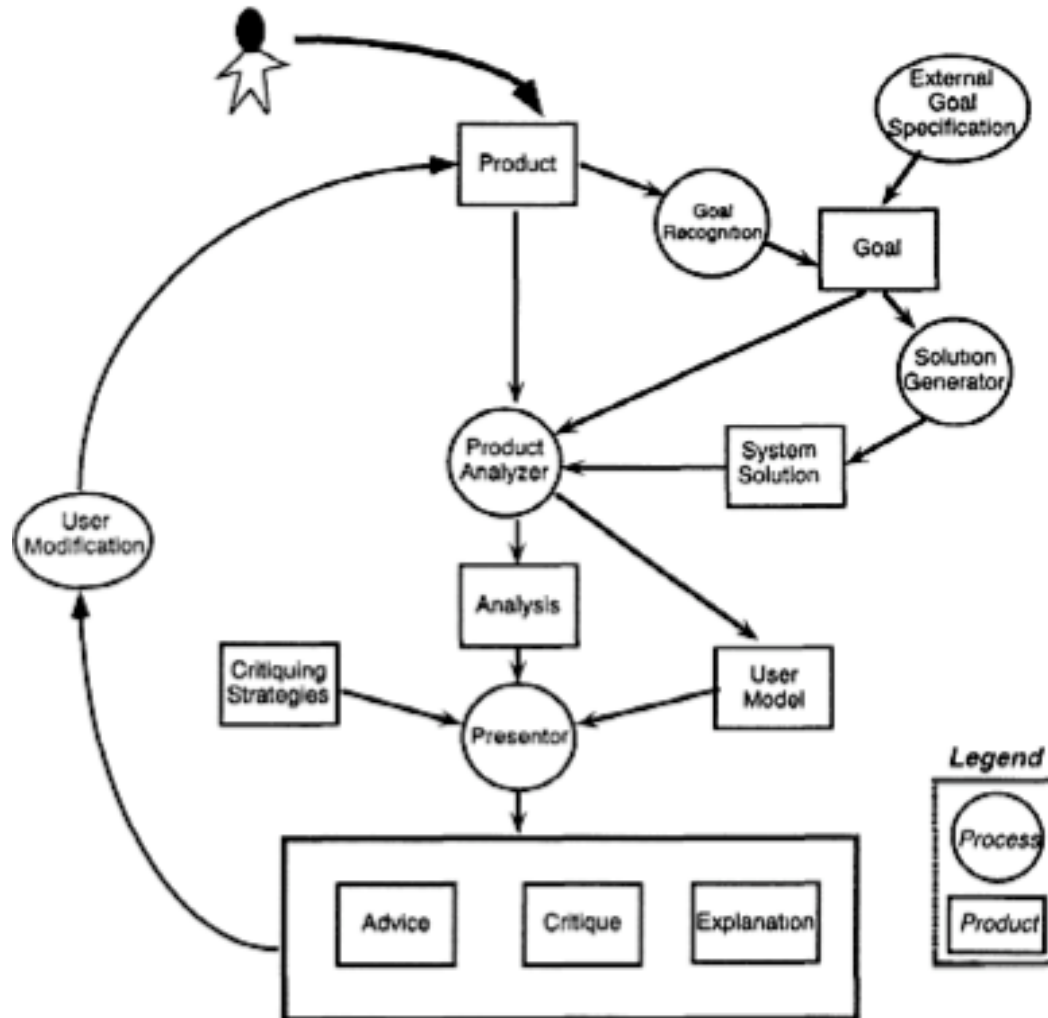 External
Goal
Specification
Product
Goal
Recognition
Goal
Solution
Generator
Product
Analyzer
System
Solution
User
Modification
Analysis
Critiquing
Strategies
User
Model
Presentor
Legend
Process
Advice
Critique
Explanation
Product